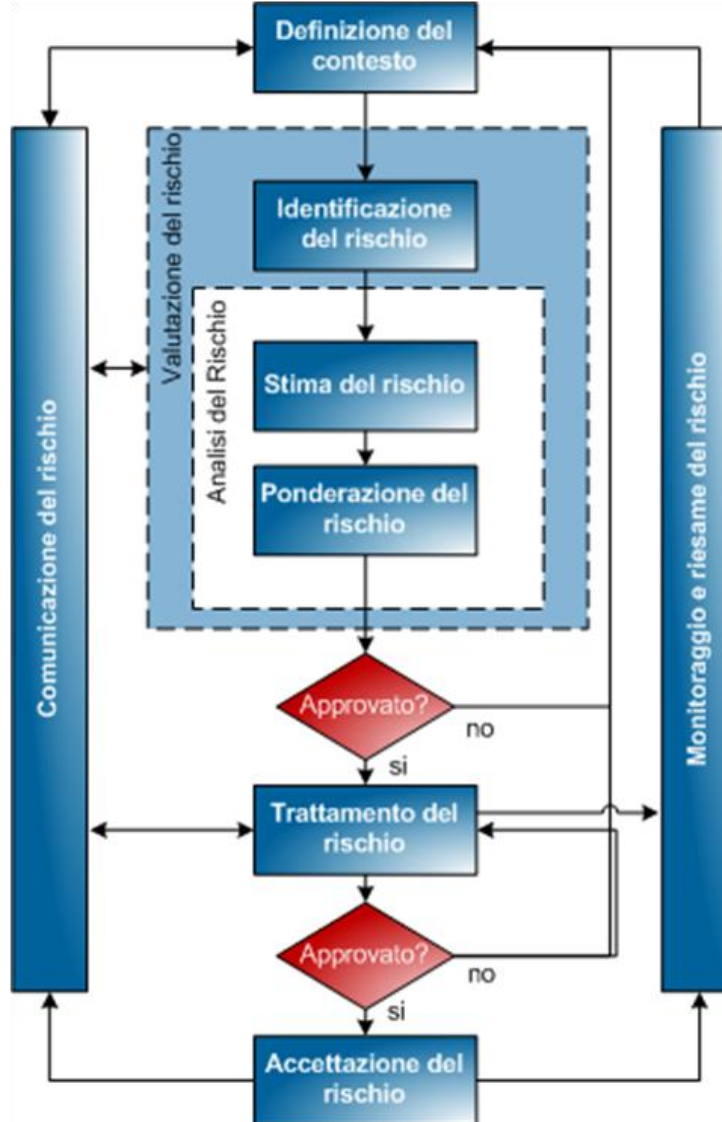 Definizione del
contesto
Valutazione del rischio
Identificazione
del rischio
Analisi del Rischio
Stima del rischio
Ponderazione del
rischio
Comunicazione del rischio
Monitoraggio e riesame del rischio
Approvato?
no
si
Trattamento del
rischio
Approvato?
no
si
Accettazione del
rischio